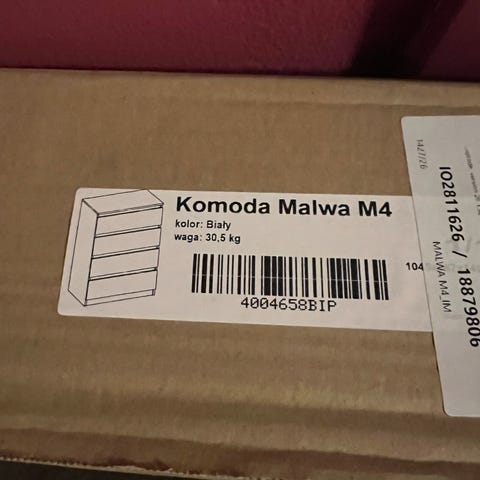 Komoda Malwa M4
kolor: Biały
waga: 30,5 kg
4004658BIP
104
IO2811626 / 18879806
MALWA M4_IM